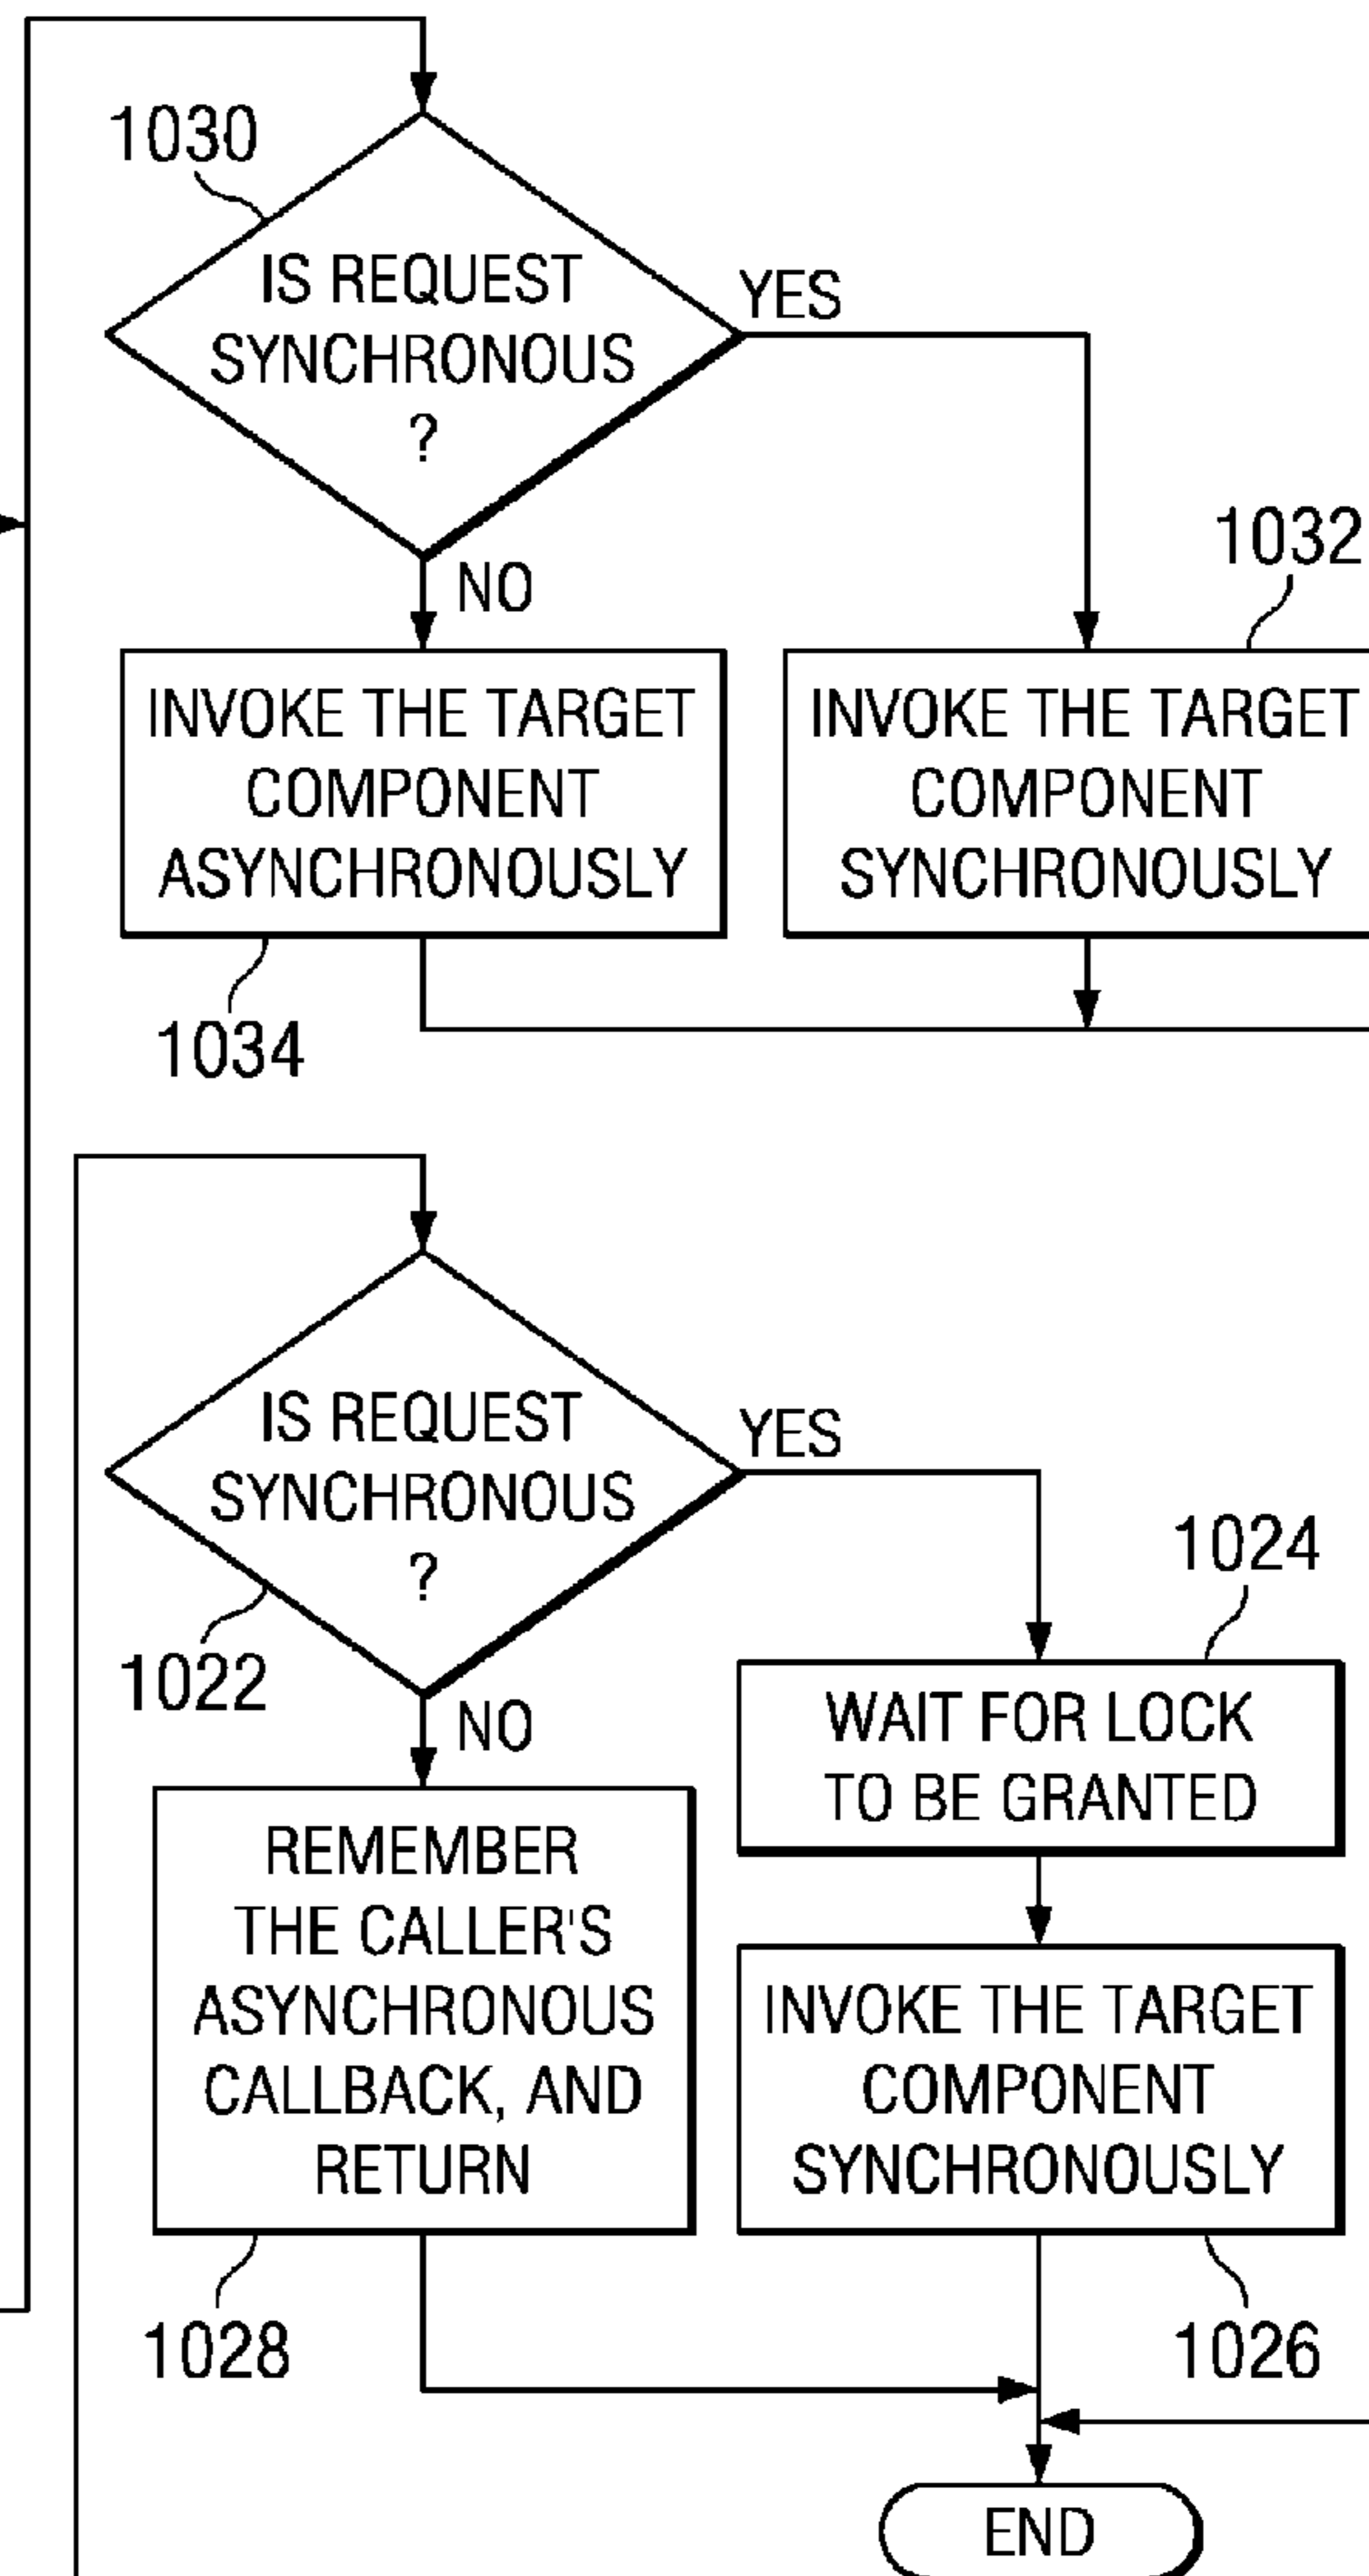 1030
IS REQUEST
SYNCHRONOUS
?
YES
NO
1032
INVOKE THE TARGET
COMPONENT
ASYNCHRONOUSLY
INVOKE THE TARGET
COMPONENT
SYNCHRONOUSLY
1034
IS REQUEST
SYNCHRONOUS
?
YES
1022
NO
1024
WAIT FOR LOCK
TO BE GRANTED
REMEMBER
THE CALLER'S
ASYNCHRONOUS
CALLBACK, AND
RETURN
INVOKE THE TARGET
COMPONENT
SYNCHRONOUSLY
1028
1026
END